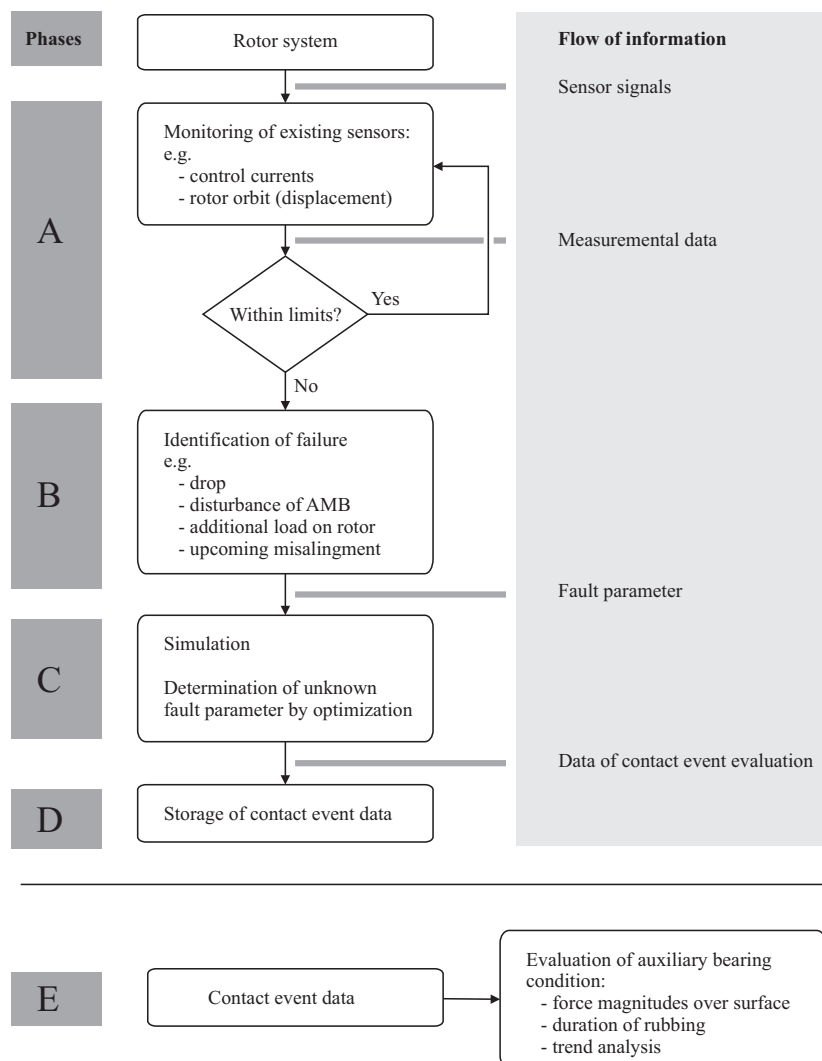 Phases
Rotor system
Flow of information
Sensor signals
A
Monitoring of existing sensors:
e.g.
- control currents
- rotor orbit (displacement)
Measuremental data
Within limits?
Yes
No
B
Identification of failure
e.g.
- drop
- disturbance of AMB
- additional load on rotor
- upcoming misalingment
Fault parameter
C
Simulation
Determination of unknown
fault parameter by optimization
Data of contact event evaluation
D
Storage of contact event data
E
Contact event data
Evaluation of auxiliary bearing
condition:
- force magnitudes over surface
- duration of rubbing
- trend analysis